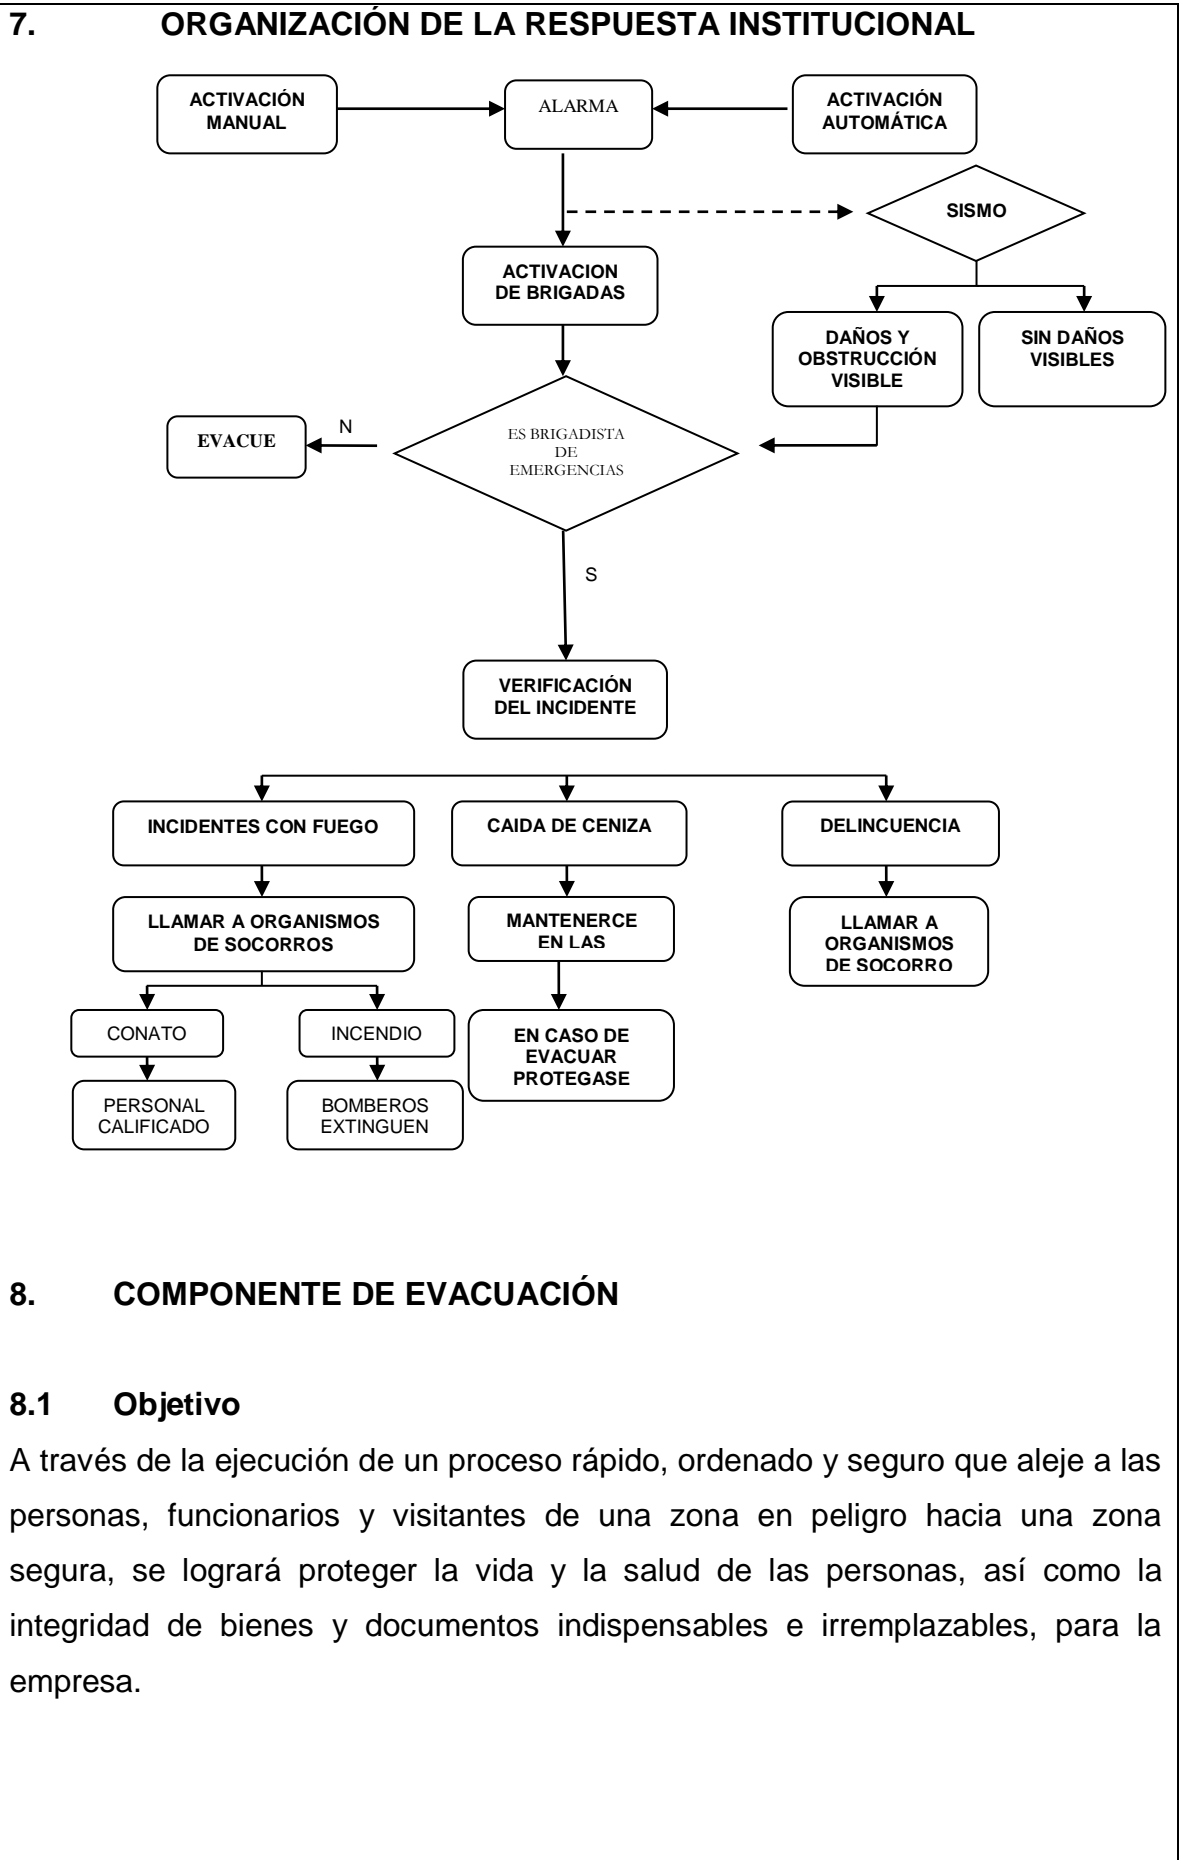 7. ORGANIZACIÓN DE LA RESPUESTA INSTITUCIONAL
ACTIVACIÓN
MANUAL
ALARMA
ACTIVACIÓN
AUTOMÁTICA
SISMO
ACTIVACION
DE BRIGADAS
DAÑOS Y
OBSTRUCCIÓN
VISIBLE
SIN DAÑOS
VISIBLES
EVACUE
N
ES BRIGADISTA
DE
EMERGENCIAS
S
VERIFICACIÓN
DEL INCIDENTE
INCIDENTES CON FUEGO
CAIDA DE CENIZA
DELINCUENCIA
LLAMAR A ORGANISMOS
DE SOCORROS
MANTENERCE
EN LAS
LLAMAR A
ORGANISMOS
DE SOCORRO
CONATO
INCENDIO
EN CASO DE
EVACUAR
PROTEGASE
PERSONAL
CALIFICADO
BOMBEROS
EXTINGUEN
8. COMPONENTE DE EVACUACIÓN
8.1 Objetivo
A través de la ejecución de un proceso rápido, ordenado y seguro que aleje a las
personas, funcionarios y visitantes de una zona en peligro hacia una zona
segura, se logrará proteger la vida y la salud de las personas, así como la
integridad de bienes y documentos indispensables e irremplazables, para la
empresa.